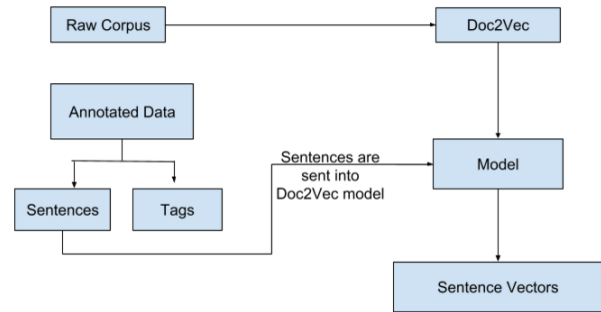 Raw Corpus
Doc2Vec
Annotated Data
Sentences are
sent into
Doc2Vec model
Model
Sentences
Tags
Sentence Vectors